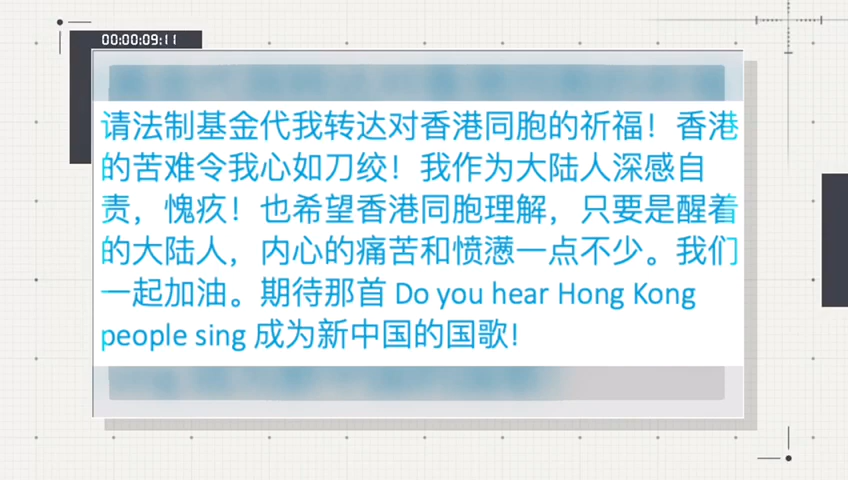 00:00:09:11
请法制基金代我转达对香港同胞的祈福！香港
的苦难令我心如刀绞！我作为大陆人深感自
责，愧疚！也希望香港同胞理解，只要是醒着
的大陆人，内心的痛苦和愤懑一点不少。我们
一起加油。期待那首 Do you hear Hong Kong
people sing 成为新中国的国歌!